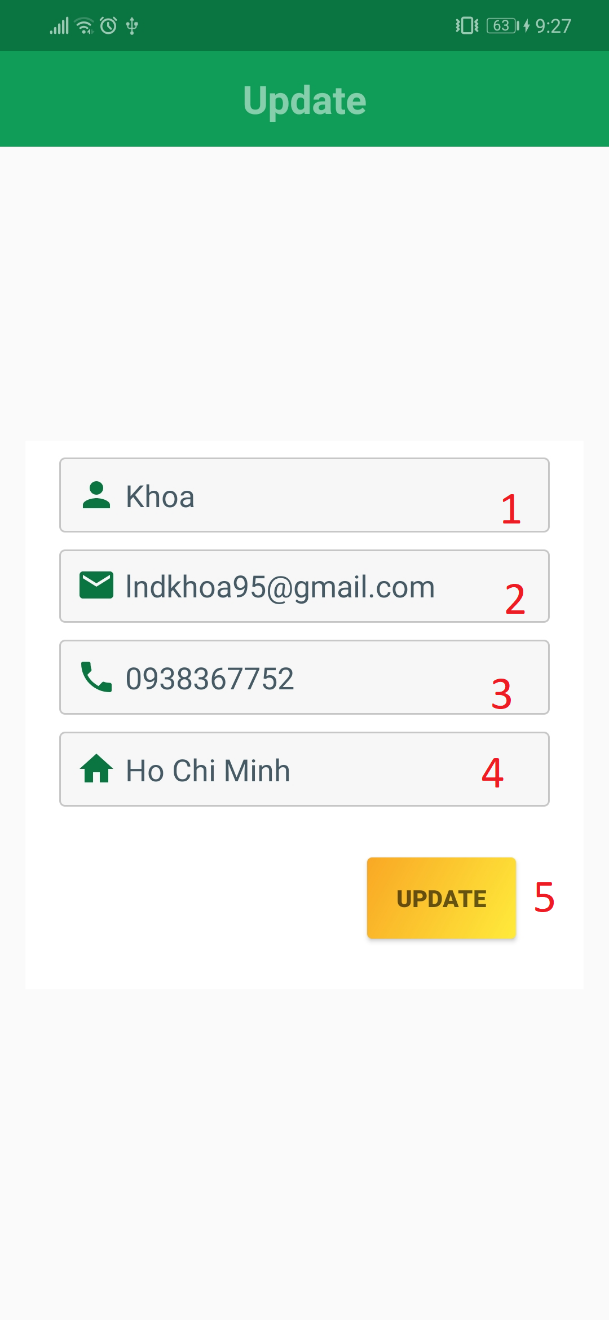 63 9:27
Update
Khoa 1
lndkhoa95@gmail.com 2
0938367752 3
Ho Chi Minh 4
UPDATE 5